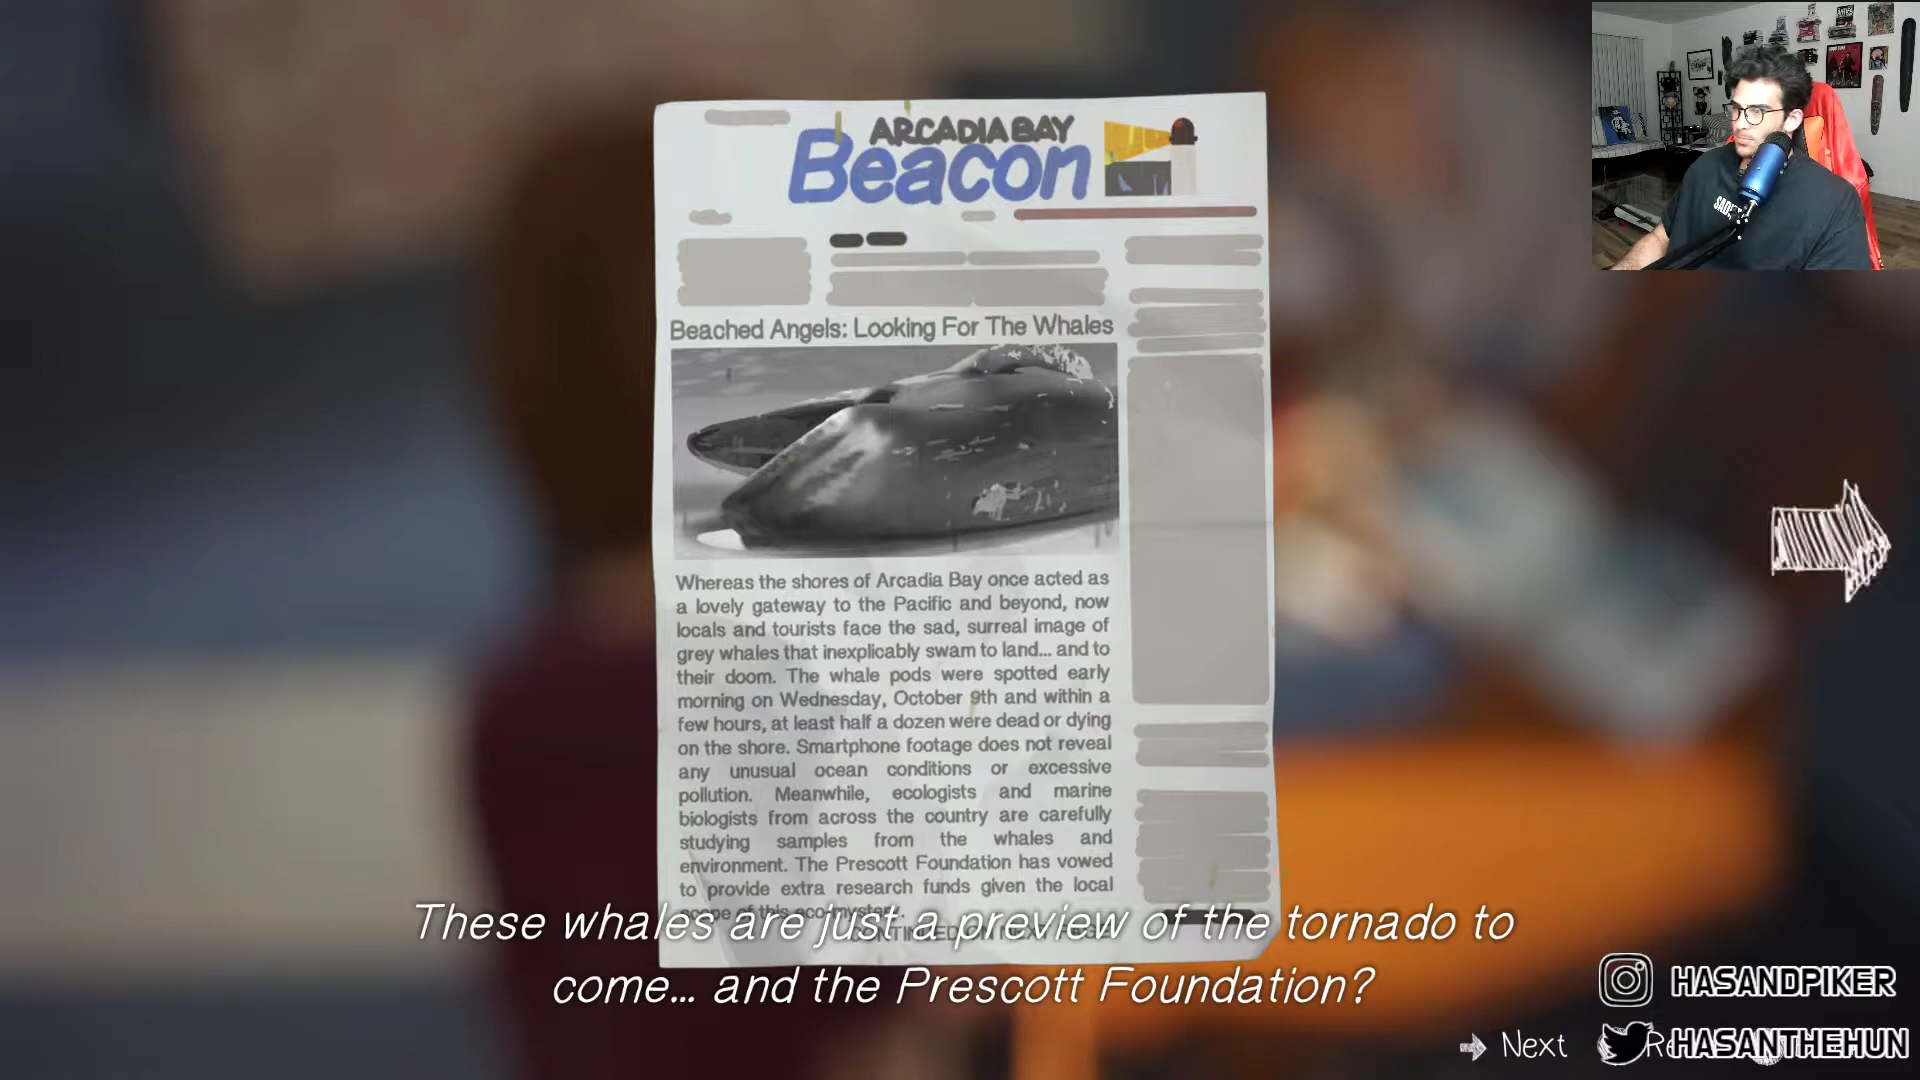 ARCADIA BAY
Beacon
Beached Angels: Looking For The Whales
Whereas the shores of Arcadia Bay once acted as
a lovely gateway to the Pacific and beyond, now
locals and tourists face the sad, surreal image of
grey whales that inexplicably swam to land... and to
their doom. The whale pods were spotted early
morning on Wednesday, October 9th and within a
few hours, at least half a dozen were dead or dying
on the shore. Smartphone footage does not reveal
any unusual ocean conditions or excessive
pollution. Meanwhile, ecologists and marine
biologists from across the country are carefully
studying samples from the whales and
environment. The Prescott Foundation has vowed
to provide extra research funds given the local
of this
These whales are just a preview of the tornado to
come... and the Prescott Foundation?
HASANDPIKER
Next
HASANTHEHUN